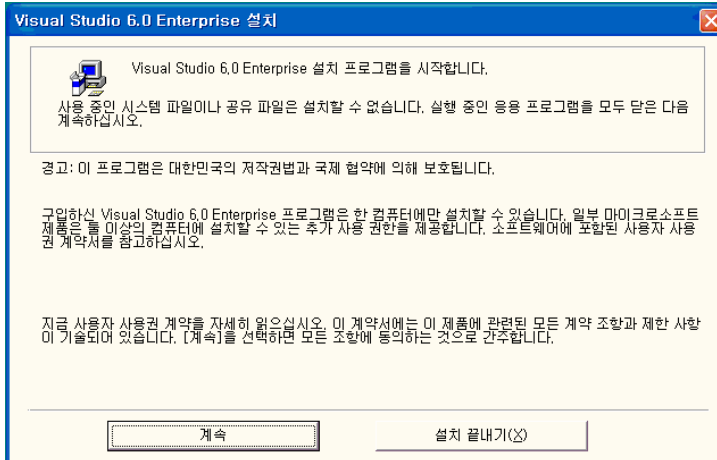 Visual Studio 6.0 Enterprise 설치
Visual Studio 6.0 Enterprise 설치 프로그램을 시작합니다.
사용 중인 시스템 파일이나 공유 파일은 설치할 수 없습니다. 실행 중인 응용 프로그램을 모두 닫은 다음
계속하십시오.
경고: 이 프로그램은 대한민국의 저작권법과 국제 협약에 의해 보호됩니다.
구입하신 Visual Studio 6.0 Enterprise 프로그램은 한 컴퓨터에만 설치할 수 있습니다. 일부 마이크로소프트
제품은 둘 이상의 컴퓨터에 설치할 수 있는 추가 사용 권한을 제공합니다. 소프트웨어에 포함된 사용자 사용
권 계약서를 참고하십시오.
지금 사용자 사용권 계약을 자세히 읽으십시오. 이 계약서에는 이 제품에 관련된 모든 계약 조항과 제한 사항
이 기술되어 있습니다. [계속]을 선택하면 모든 조항에 동의하는 것으로 간주합니다.
계속
설치 끝내기(X)